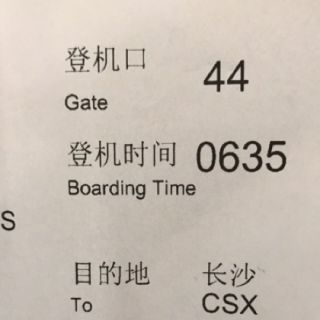 登机口 44
Gate
登机时间 0635
Boarding Time
S
目的地 长沙
To CSX